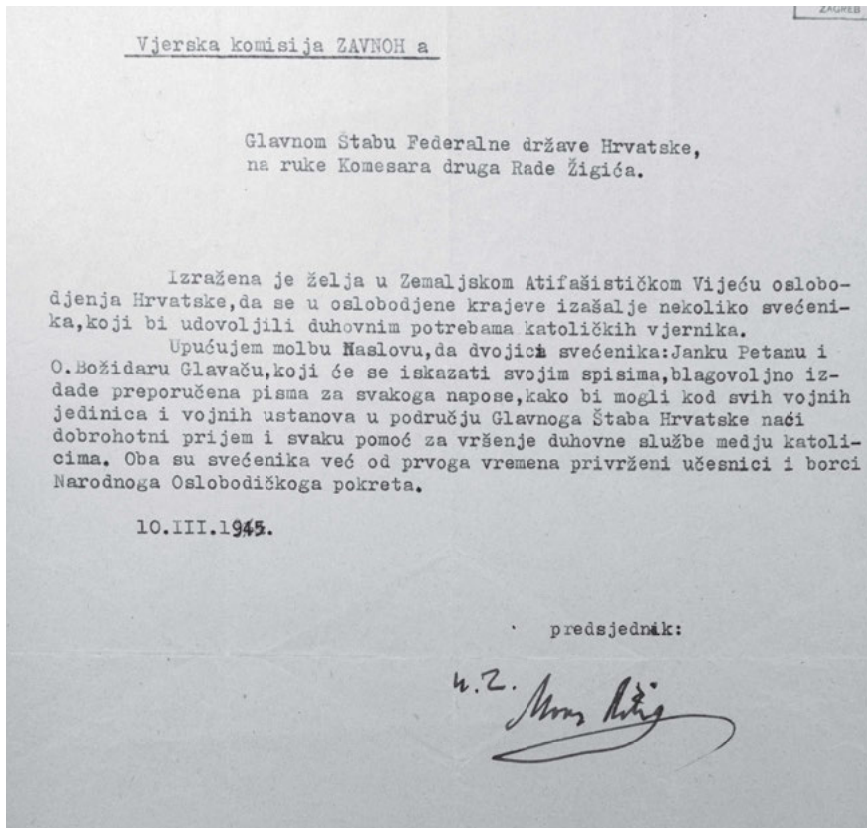 ZAGREB
Vjerska komisija ZAVNOH a
Glavnom Štabu Federalne države Hrvatske,
na ruke Komesara druga Rade Žigića.
Izražena je želja u Zemaljskom Atifašističkom Vijeću oslobo-
djenja Hrvatske,da se u oslobodjene krajeve izašalje nekoliko svećeni-
ka,koji bi udovoljili duhovnim potrebama katoličkih vjernika.
Upućujem molbu Naslovu,da dvojici svećenika:Janku Petanu i
O.Božidaru Glavaču,koji će se iskazati svojim spisima,blagovoljno iz-
dade preporučena pisma za svakoga napose,kako bi mogli kod svih vojnih
jedinica i vojnih ustanova u području Glavnoga Štaba Hrvatske naći
dobrohotni prijem i svaku pomoć za vršenje duhovne službe medju katoli-
cima. Oba su svećenika već od prvoga vremena privrženi učesnici i borci
Narodnoga Oslobodičkoga pokreta.
10.III.1945.
predsjednik: